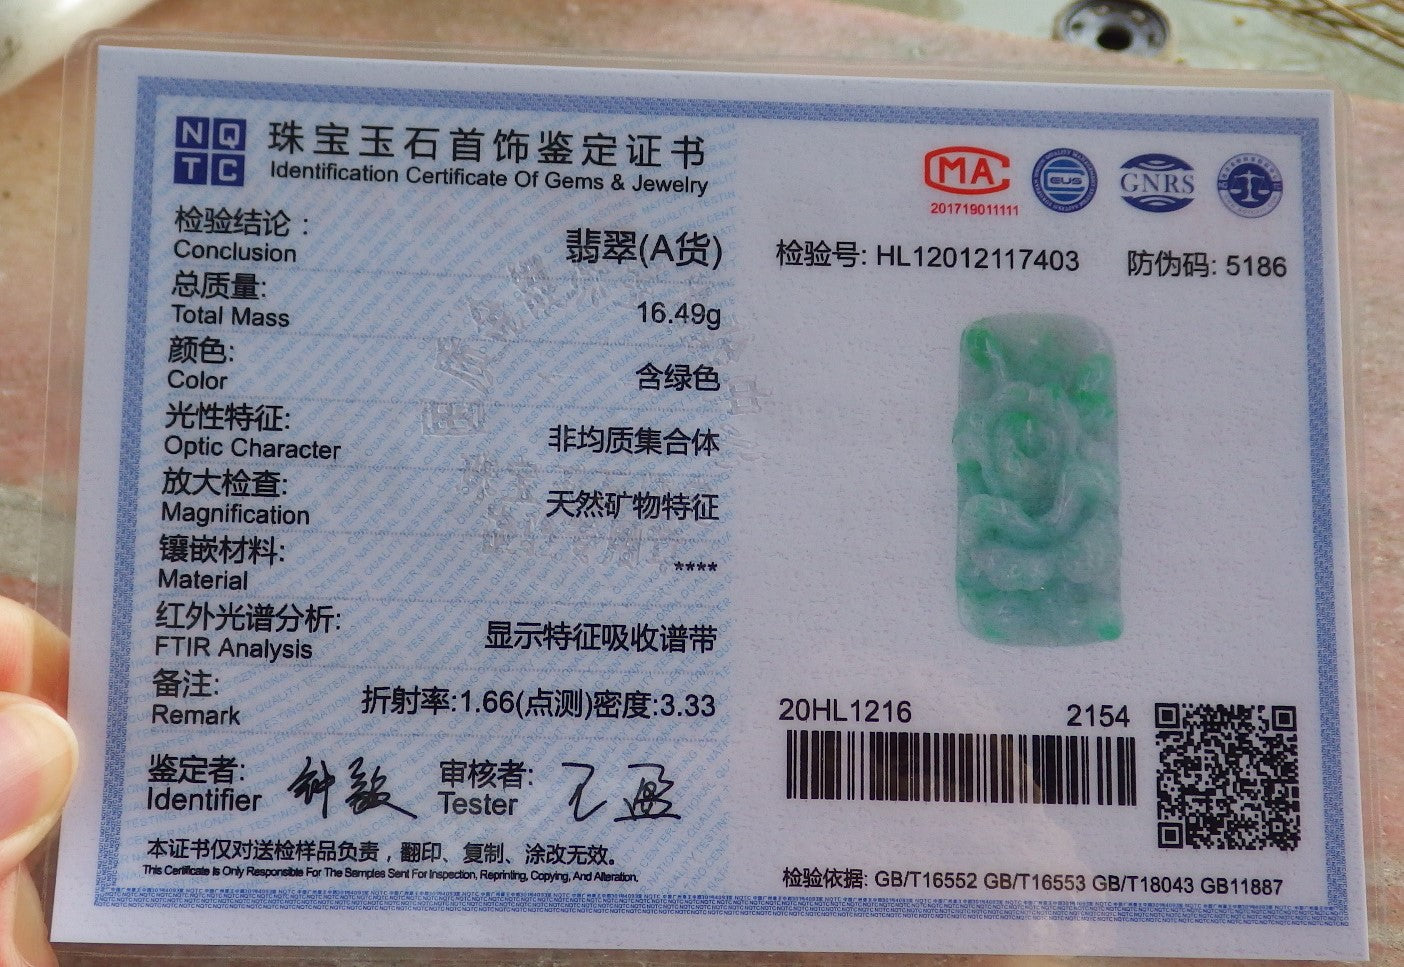 NQTC
珠宝玉石首饰鉴定证书
Identification Certificate Of Gems & Jewelry
检验结论：
Conclusion
翡翠(A货)
总质量:
Total Mass
16.49g
颜色:
Color
含绿色
光性特征:
Optic Character
非均质集合体
放大检查:
Magnification
天然矿物特征
镶嵌材料:
Material
****
红外光谱分析:
FTIR Analysis
显示特征吸收谱带
备注:
Remark
折射率:1.66(点测)密度:3.33
鉴定者:
Identifier
审核者:
Tester
本证书仅对送检样品负责，翻印、复制、涂改无效。
This Certificate Is Only Responsible For The Samples Sent For Inspection, Reprinting, Copying, And Alteration.
MA
201719011111
GNRS
检验号: HL12012117403
防伪码: 5186
20HL1216
2154
检验依据: GB/T16552 GB/T16553 GB/T18043 GB11887